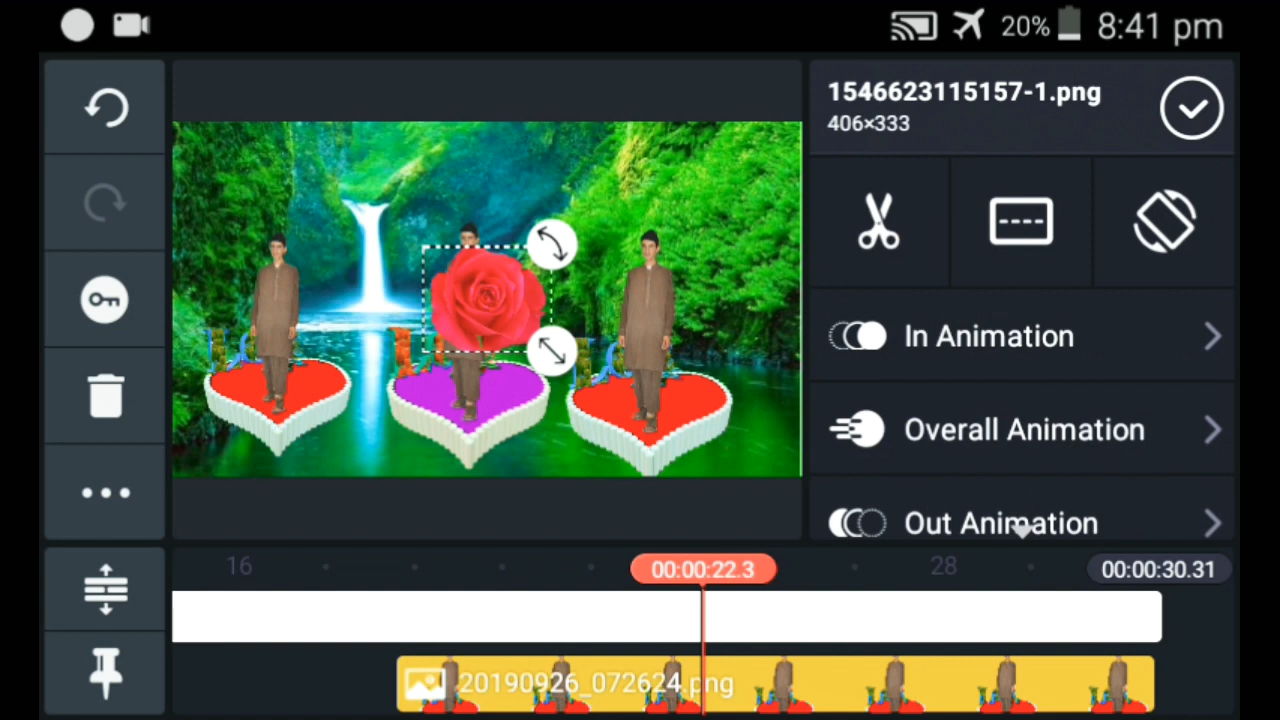 20% 8:41 pm
1546623115157-1.png
406×333
In Animation
Overall Animation
Out Animation
16
00:00:22.3
28
00:00:30.31
20190926_072624.png